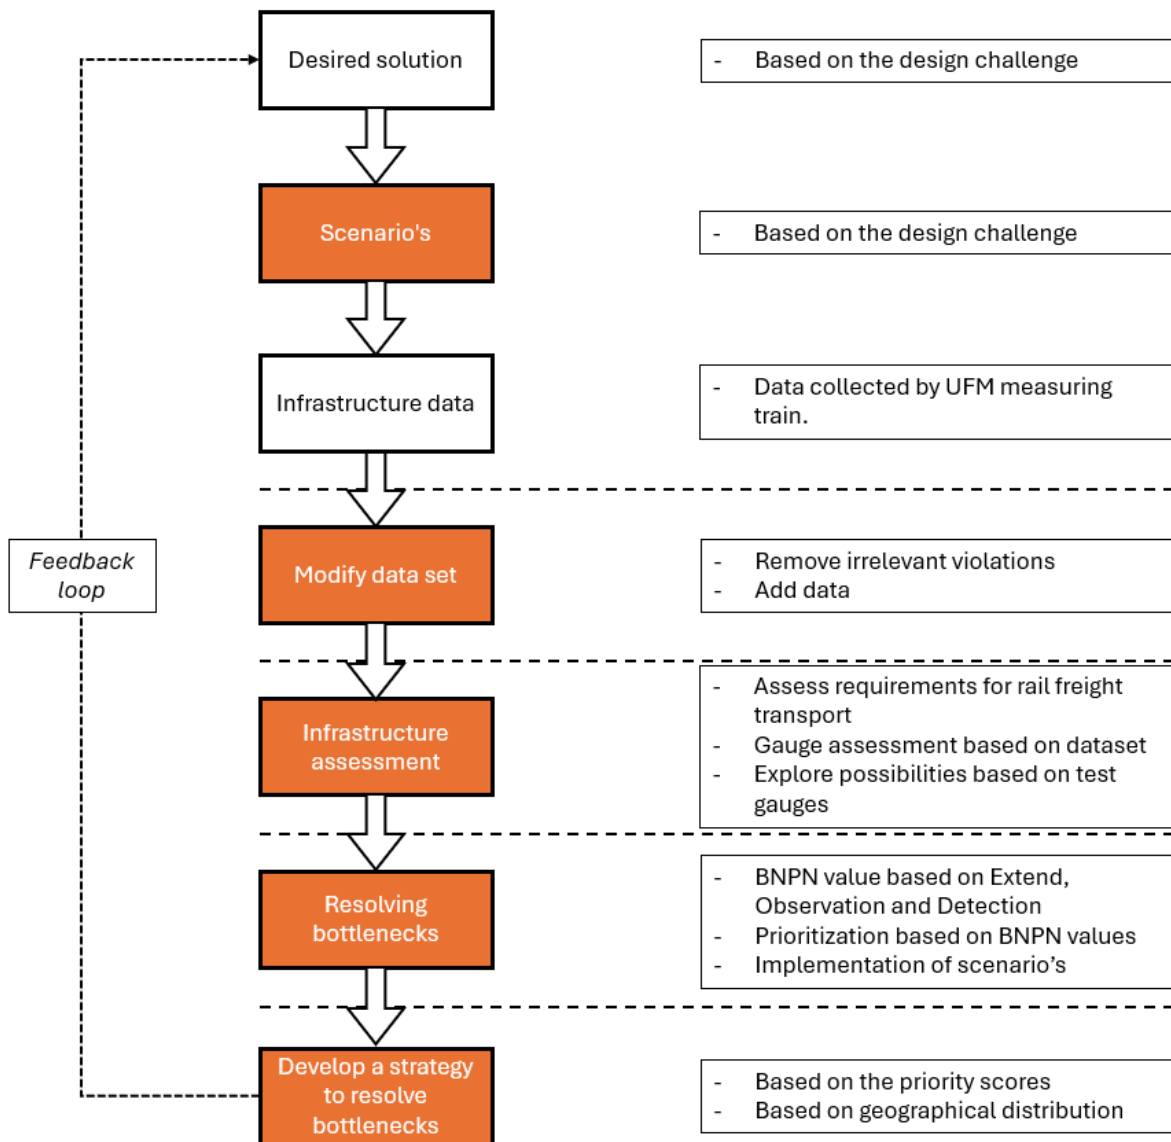 Desired solution
- Based on the design challenge
Scenario's
- Based on the design challenge
Infrastructure data
- Data collected by UFM measuring
train.
Feedback
loop
Modify data set
- Remove irrelevant violations
- Add data
Infrastructure
assessment
- Assess requirements for rail freight
transport
- Gauge assessment based on dataset
- Explore possibilities based on test
gauges
Resolving
bottlenecks
- BNPN value based on Extend,
Observation and Detection
- Prioritization based on BNPN values
- Implementation of scenario’s
Develop a strategy
to resolve
bottlenecks
- Based on the priority scores
- Based on geographical distribution